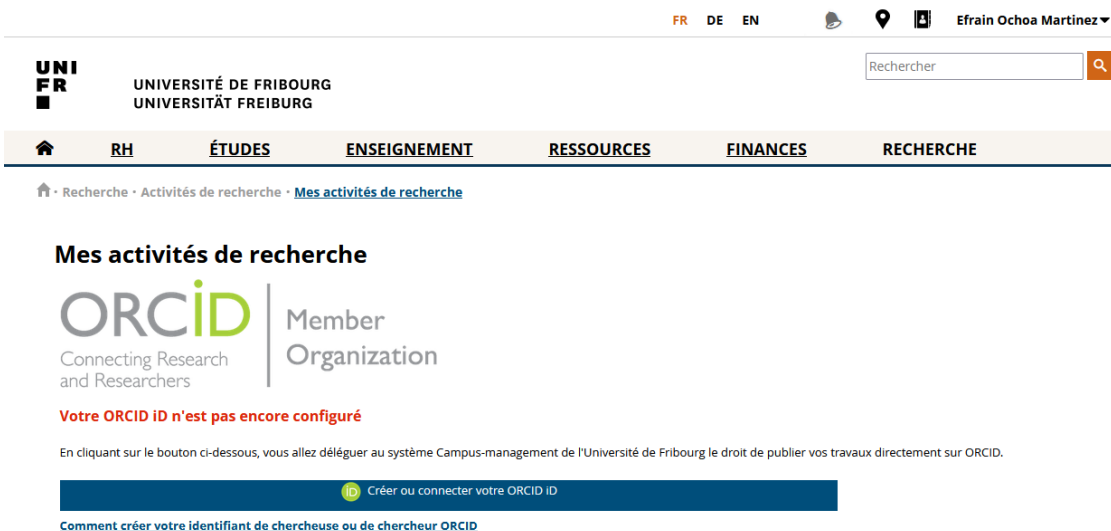 FR DE EN Efrain Ochoa Martinez
UNI
FR
UNIVERSITÉ DE FRIBOURG
UNIVERSITÄT FREIBURG
Rechercher
RH ÉTUDES ENSEIGNEMENT RESSOURCES FINANCES RECHERCHE
· Recherche · Activités de recherche · Mes activités de recherche
Mes activités de recherche
ORCID
Connecting Research
and Researchers
Member
Organization
Votre ORCID iD n'est pas encore configuré
En cliquant sur le bouton ci-dessous, vous allez déléguer au système Campus-management de l'Université de Fribourg le droit de publier vos travaux directement sur ORCID.
iD Créer ou connecter votre ORCID iD
Comment créer votre identifiant de chercheuse ou de chercheur ORCID